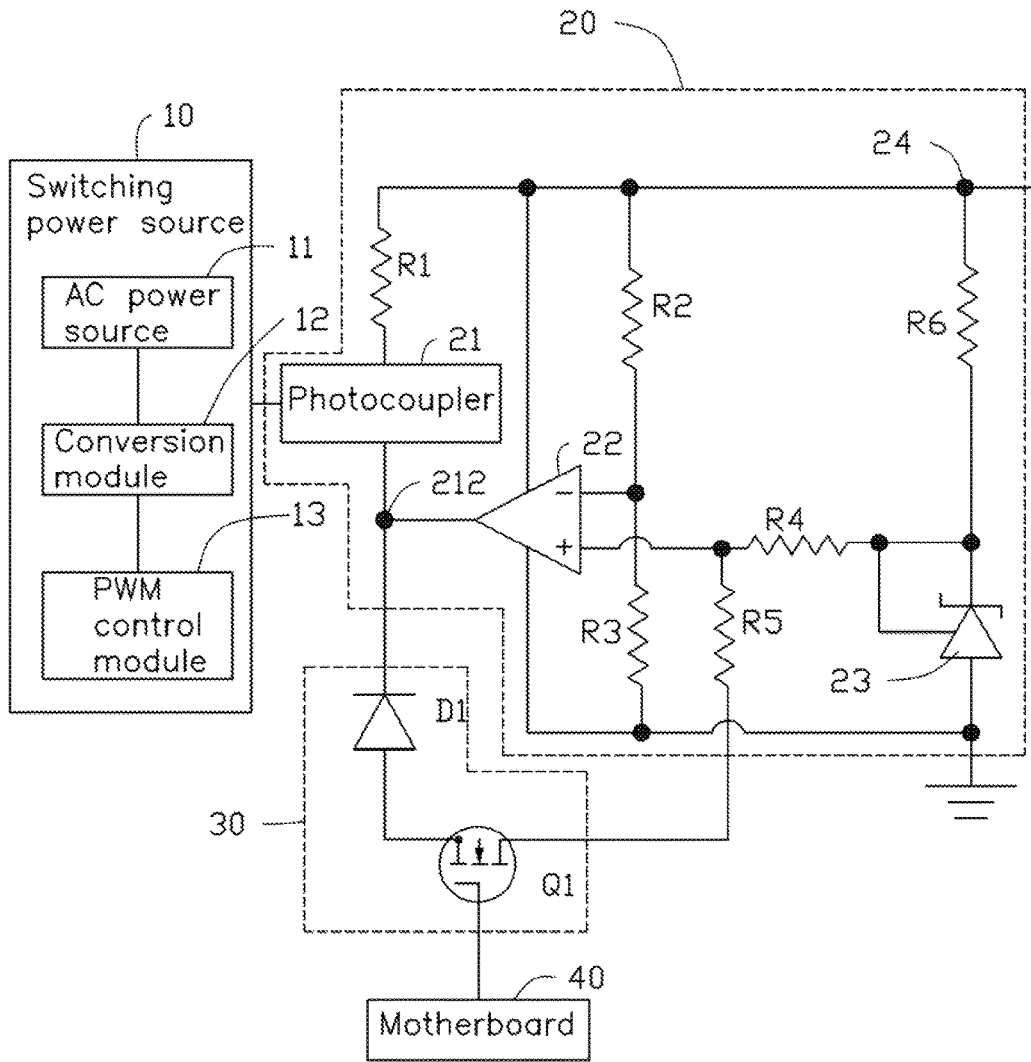 20
10
Switching
power source
24
11
AC power
source
R1
R2
R6
12
21
Photocoupler
Conversion
module
22
-
212
+
R4
13
PWM
control
module
R3
R5
23
D1
30
Q1
40
Motherboard